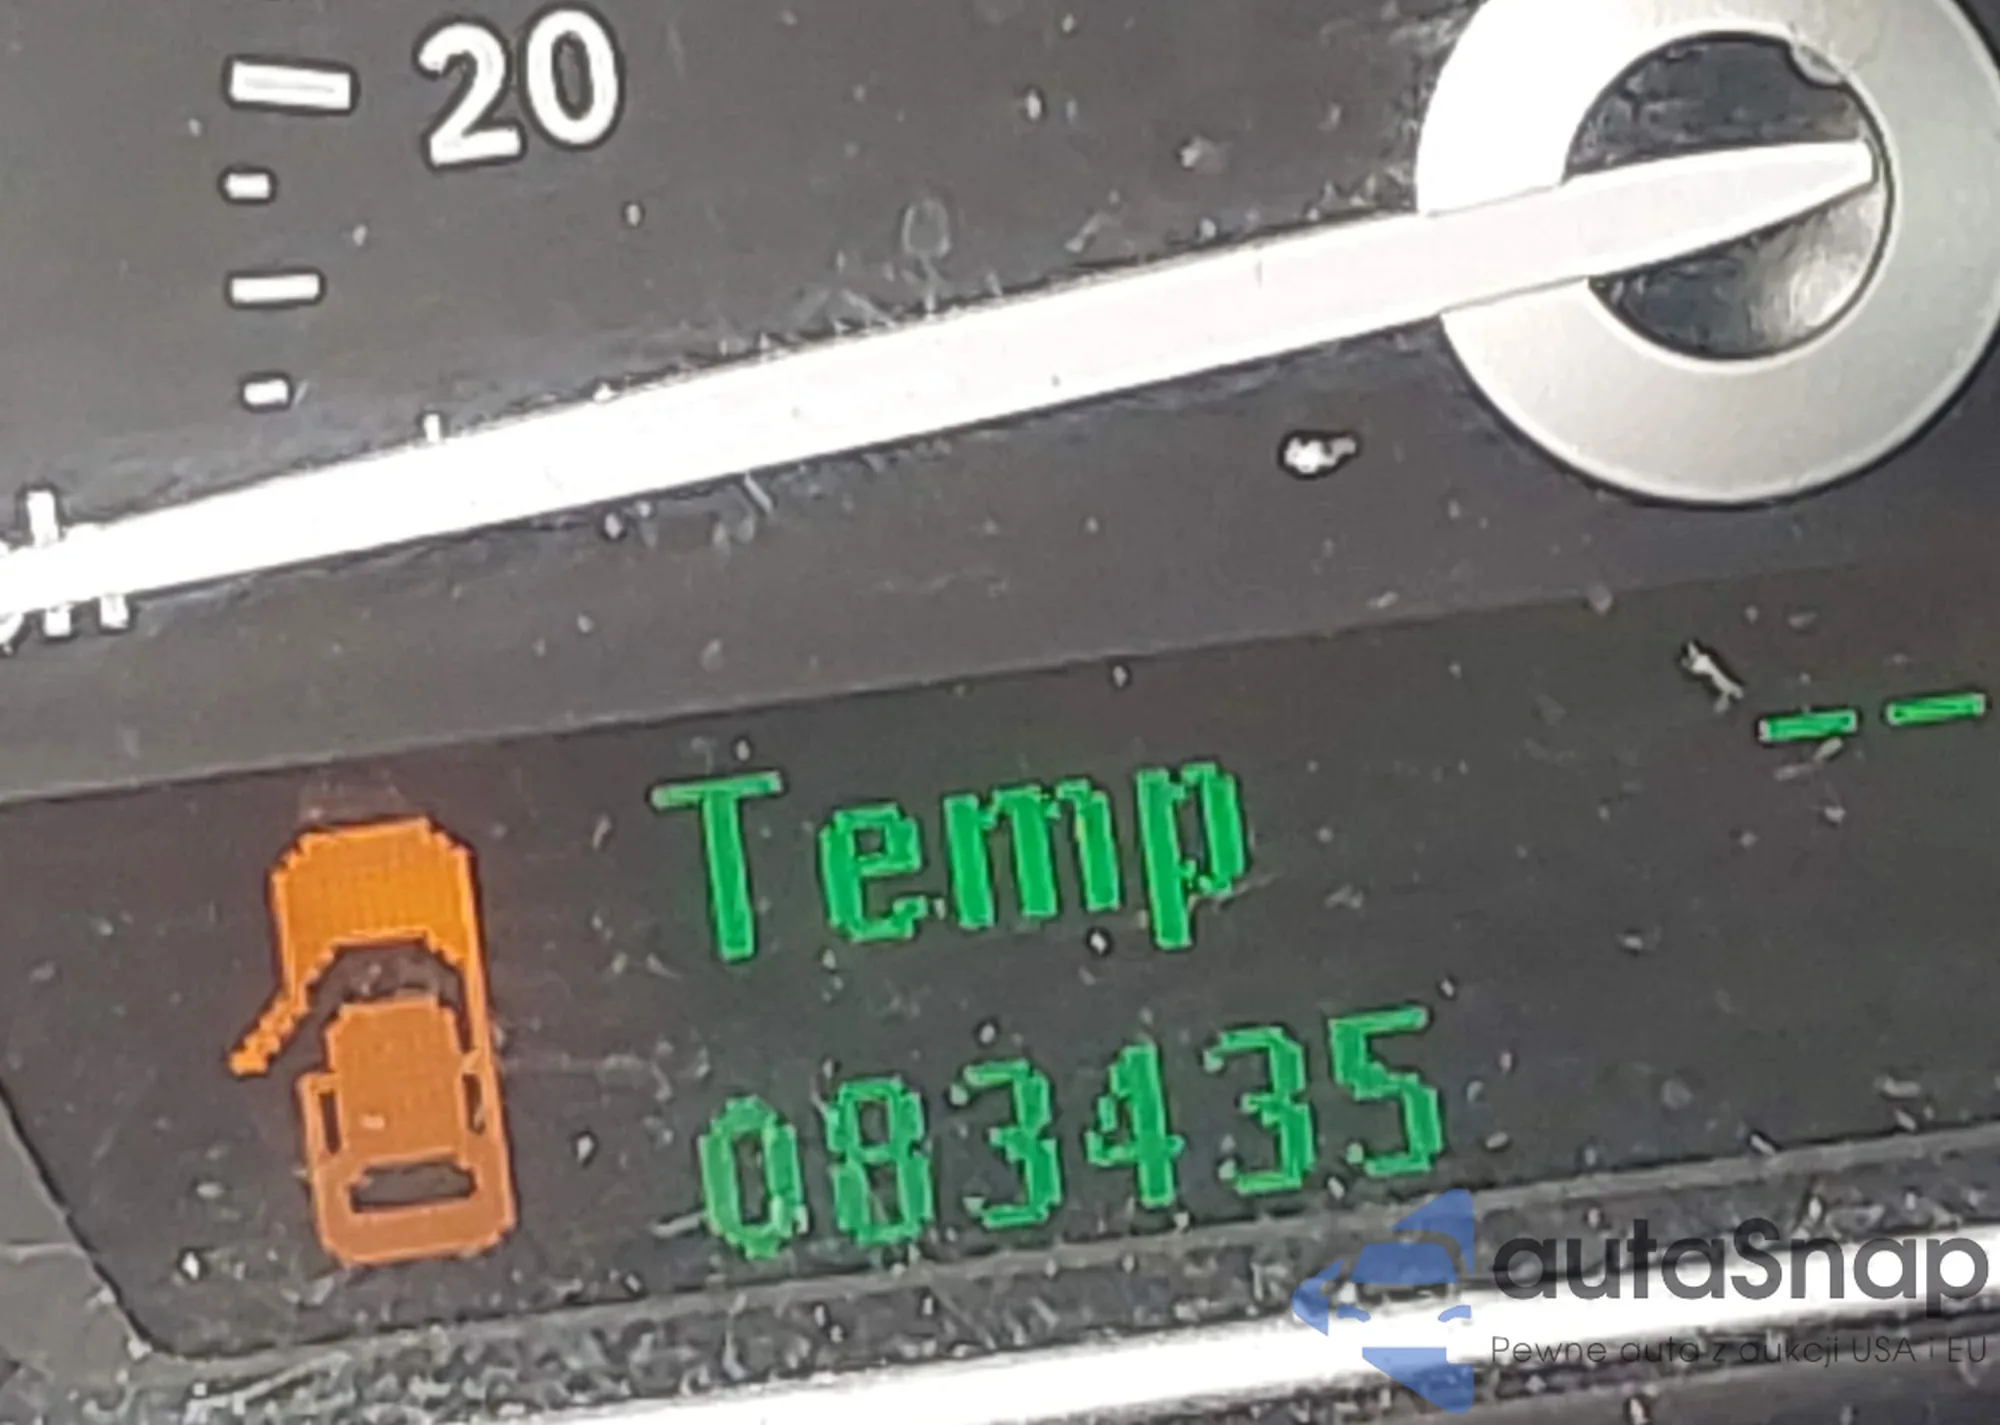 20
Temp --
083435
autaSnap
Pewne auta z aukcji USA i EU